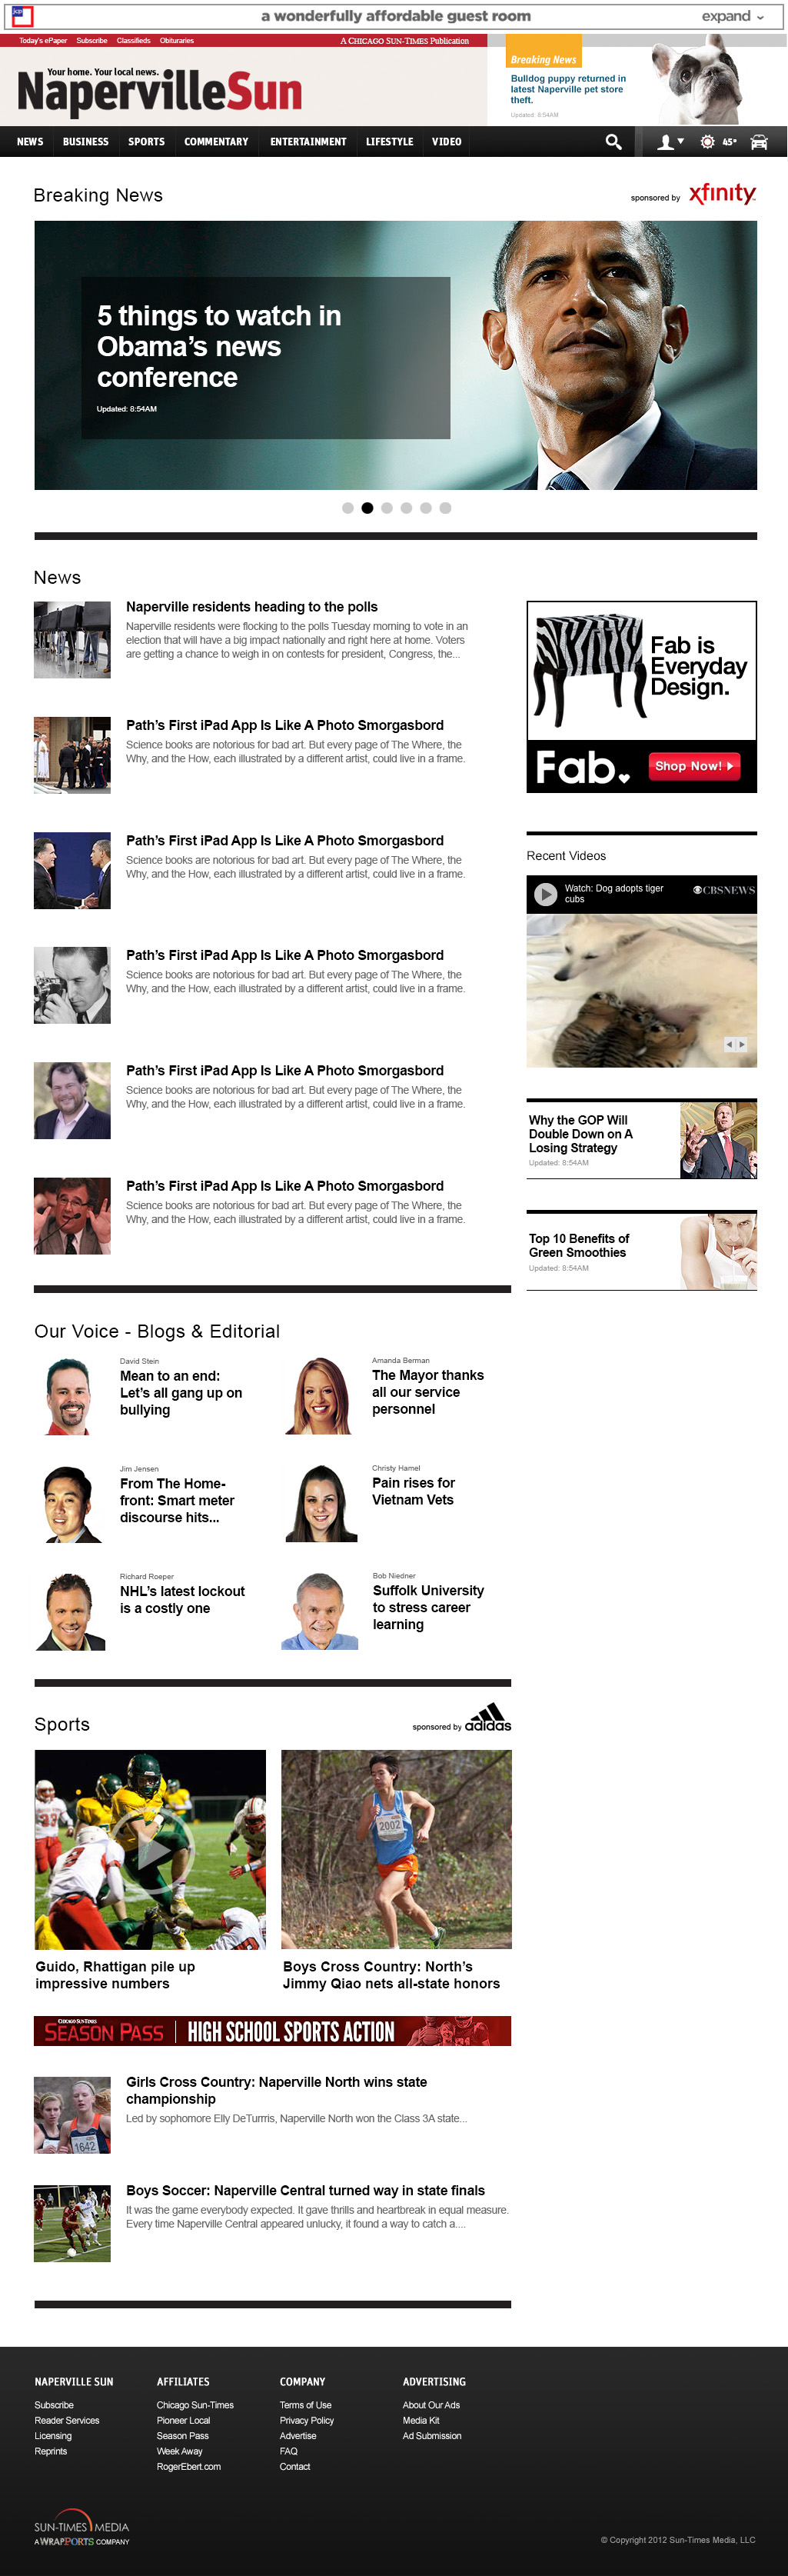 jcp
a wonderfully affordable guest room
expand
Today's ePaper Subscribe Classifieds Obituaries
A CHICAGO SUN-TIMES Publication
Your home. Your local news.
NapervilleSun
Breaking News
Bulldog puppy returned in
latest Naperville pet store
theft.
Updated: 8:54AM
NEWS BUSINESS SPORTS COMMENTARY ENTERTAINMENT LIFESTYLE VIDEO
45°
Breaking News
sponsored by xfinity
5 things to watch in
Obama's news
conference
Updated: 8:54AM
News
Naperville residents heading to the polls
Naperville residents were flocking to the polls Tuesday morning to vote in an
election that will have a big impact nationally and right here at home. Voters
are getting a chance to weigh in on contests for president, Congress, the...
Path's First iPad App Is Like A Photo Smorgasbord
Science books are notorious for bad art. But every page of The Where, the
Why, and the How, each illustrated by a different artist, could live in a frame.
Path's First iPad App Is Like A Photo Smorgasbord
Science books are notorious for bad art. But every page of The Where, the
Why, and the How, each illustrated by a different artist, could live in a frame.
Path's First iPad App Is Like A Photo Smorgasbord
Science books are notorious for bad art. But every page of The Where, the
Why, and the How, each illustrated by a different artist, could live in a frame.
Path's First iPad App Is Like A Photo Smorgasbord
Science books are notorious for bad art. But every page of The Where, the
Why, and the How, each illustrated by a different artist, could live in a frame.
Path's First iPad App Is Like A Photo Smorgasbord
Science books are notorious for bad art. But every page of The Where, the
Why, and the How, each illustrated by a different artist, could live in a frame.
Fab is
Everyday
Design.
Fab.
Shop Now!
Recent Videos
Watch: Dog adopts tiger
cubs
CBSNEWS
Why the GOP Will
Double Down on A
Losing Strategy
Updated: 8:54AM
Top 10 Benefits of
Green Smoothies
Updated: 8:54AM
Our Voice - Blogs & Editorial
David Stein
Mean to an end:
Let's all gang up on
bullying
Amanda Berman
The Mayor thanks
all our service
personnel
Jim Jensen
From The Home-
front: Smart meter
discourse hits...
Christy Hamel
Pain rises for
Vietnam Vets
Richard Roeper
NHL's latest lockout
is a costly one
Bob Niedner
Suffolk University
to stress career
learning
Sports
sponsored by adidas
2
2002
Guido, Rhattigan pile up
impressive numbers
Boys Cross Country: North's
Jimmy Qiao nets all-state honors
CHICAGO SUN-TIMES
SEASON PASS
HIGH SCHOOL SPORTS ACTION
Girls Cross Country: Naperville North wins state
championship
Led by sophomore Elly DeTurrris, Naperville North won the Class 3A state...
1642
Boys Soccer: Naperville Central turned way in state finals
It was the game everybody expected. It gave thrills and heartbreak in equal measure.
Every time Naperville Central appeared unlucky, it found a way to catch a....
NAPERVILLE SUN
Subscribe
Reader Services
Licensing
Reprints
AFFILIATES
Chicago Sun-Times
Pioneer Local
Season Pass
Week Away
RogerEbert.com
COMPANY
Terms of Use
Privacy Policy
Advertise
FAQ
Contact
ADVERTISING
About Our Ads
Media Kit
Ad Submission
SUN-TIMES MEDIA
A WRAPPORTS COMPANY
© Copyright 2012 Sun-Times Media, LLC